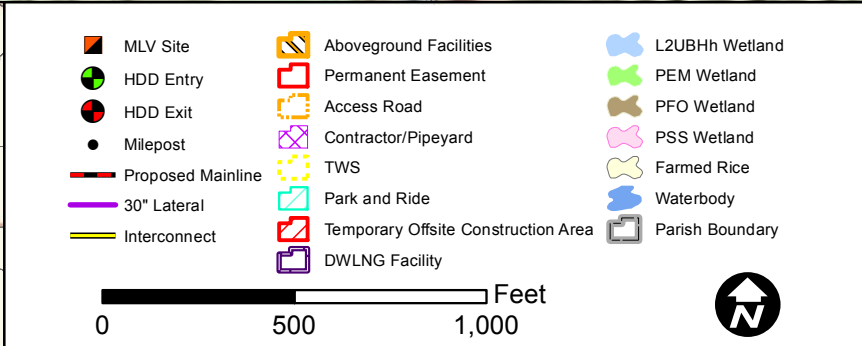 MLV Site
HDD Entry
HDD Exit
Milepost
Proposed Mainline
30" Lateral
Interconnect
Aboveground Facilities
Permanent Easement
Access Road
Contractor/Pipeyard
TWS
Park and Ride
Temporary Offsite Construction Area
DWLNG Facility
L2UBHh Wetland
PEM Wetland
PFO Wetland
PSS Wetland
Farmed Rice
Waterbody
Parish Boundary
Feet
0 500 1,000
N